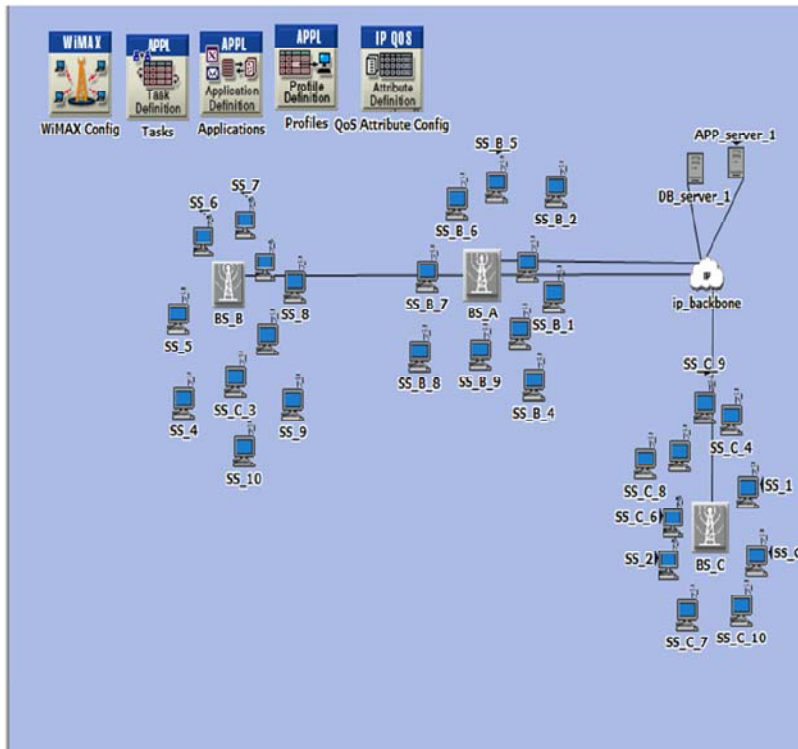 WiMAX
APPL
APPL
APPL
IP QOS
Task
Definition
Application
Definition
Profile
Definition
Attribute
Definition
WiMAX Config
Tasks
Applications
Profiles
QoS Attribute Config
APP_server_1
DB_server_1
SS_B_5
SS_7
SS_6
SS_B_2
SS_B_6
IP
SS_B_7
SS_8
BS_B
BS_A
SS_B_1
ip_backbone
SS_5
SS_C_9
SS_B_8
SS_B_9
SS_B_4
SS_C_3
SS_4
SS_9
SS_C_4
SS_10
SS_C_8
SS_1
SS_C_6
SS_2
BS_C
SS_C_7
SS_C_10